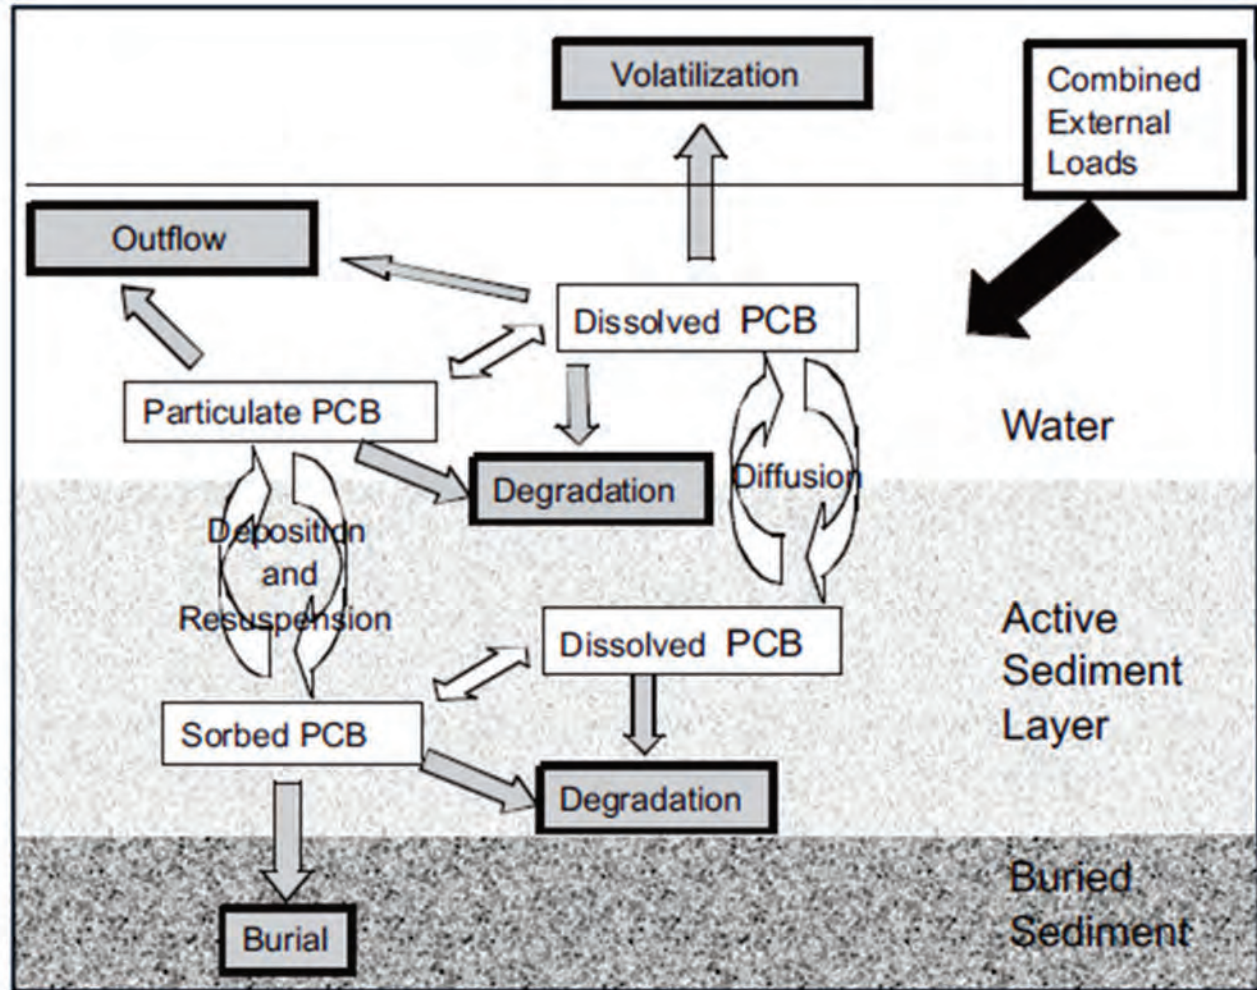 Volatilization
Combined
External
Loads
Outflow
Dissolved PCB
Particulate PCB
Water
Degradation
Diffusion
Deposition
and
Resuspension
Active
Sediment
Layer
Dissolved PCB
Sorbed PCB
Degradation
Buried
Sediment
Burial